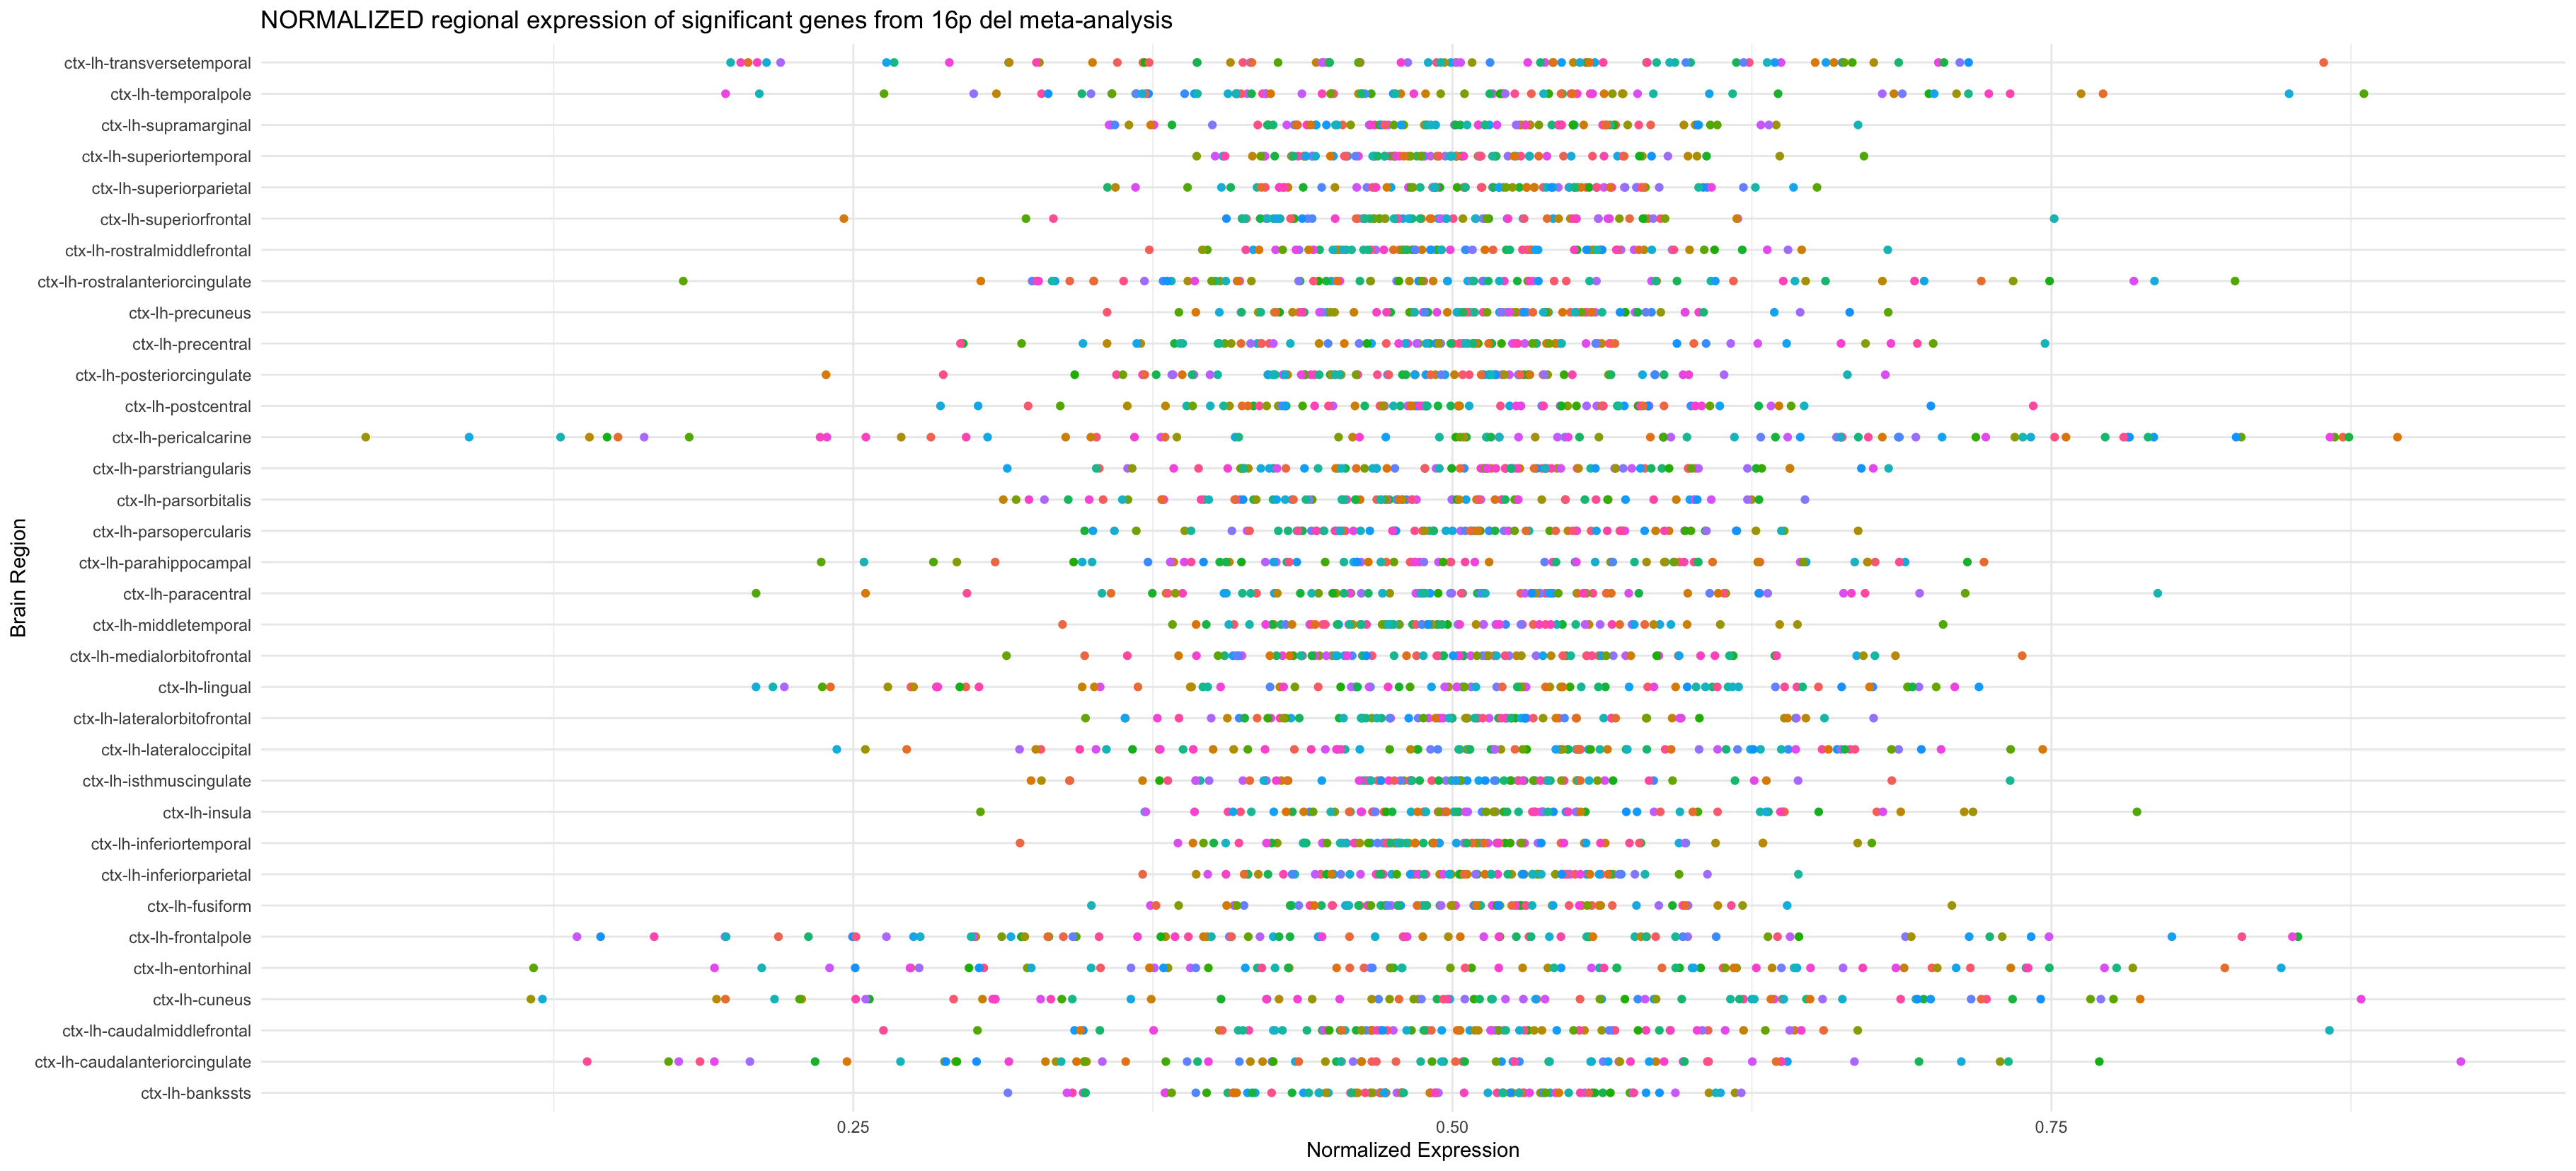 NORMALIZED regional expression of significant genes from 16p del meta-analysis
ctx-lh-transversetemporal
ctx-lh-temporalpole
ctx-lh-supramarginal
ctx-lh-superiortemporal
ctx-lh-superiorparietal
ctx-lh-superiorfrontal
ctx-lh-rostralmiddlefrontal
ctx-lh-rostralanteriorcingulate
ctx-lh-precuneus
ctx-lh-precentral
ctx-lh-posteriorcingulate
ctx-lh-postcentral
ctx-lh-pericalcarine
ctx-lh-parstriangularis
ctx-lh-parsorbitalis
ctx-lh-parsopercularis
ctx-lh-parahippocampal
ctx-lh-paracentral
ctx-lh-middletemporal
ctx-lh-medialorbitofrontal
ctx-lh-lingual
ctx-lh-lateralorbitofrontal
ctx-lh-lateraloccipital
ctx-lh-isthmuscingulate
ctx-lh-insula
ctx-lh-inferiortemporal
ctx-lh-inferiorparietal
ctx-lh-fusiform
ctx-lh-frontalpole
ctx-lh-entorhinal
ctx-lh-cuneus
ctx-lh-caudalmiddlefrontal
ctx-lh-caudalanteriorcingulate
ctx-lh-bankssts
Brain Region
0.25 0.50 0.75
Normalized Expression